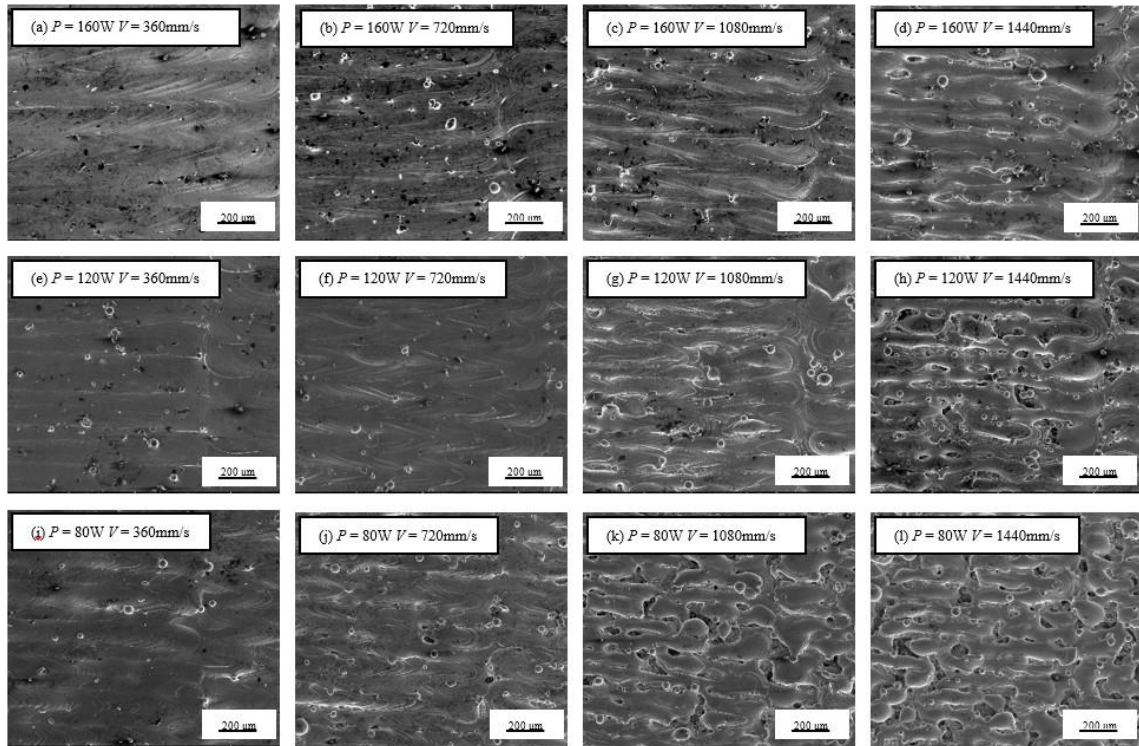 (a) P = 160W V = 360mm/s
(b) P = 160W V = 720mm/s
(c) P = 160W V = 1080mm/s
(d) P = 160W V = 1440mm/s
200 um
200 um
200 um
200 um
(e) P = 120W V = 360mm/s
(f) P = 120W V = 720mm/s
(g) P = 120W V = 1080mm/s
(h) P = 120W V = 1440mm/s
200 um
200 um
200 um
200 um
(i) P = 80W V = 360mm/s
(j) P = 80W V = 720mm/s
(k) P = 80W V = 1080mm/s
(l) P = 80W V = 1440mm/s
200 um
200 um
200 um
200 um